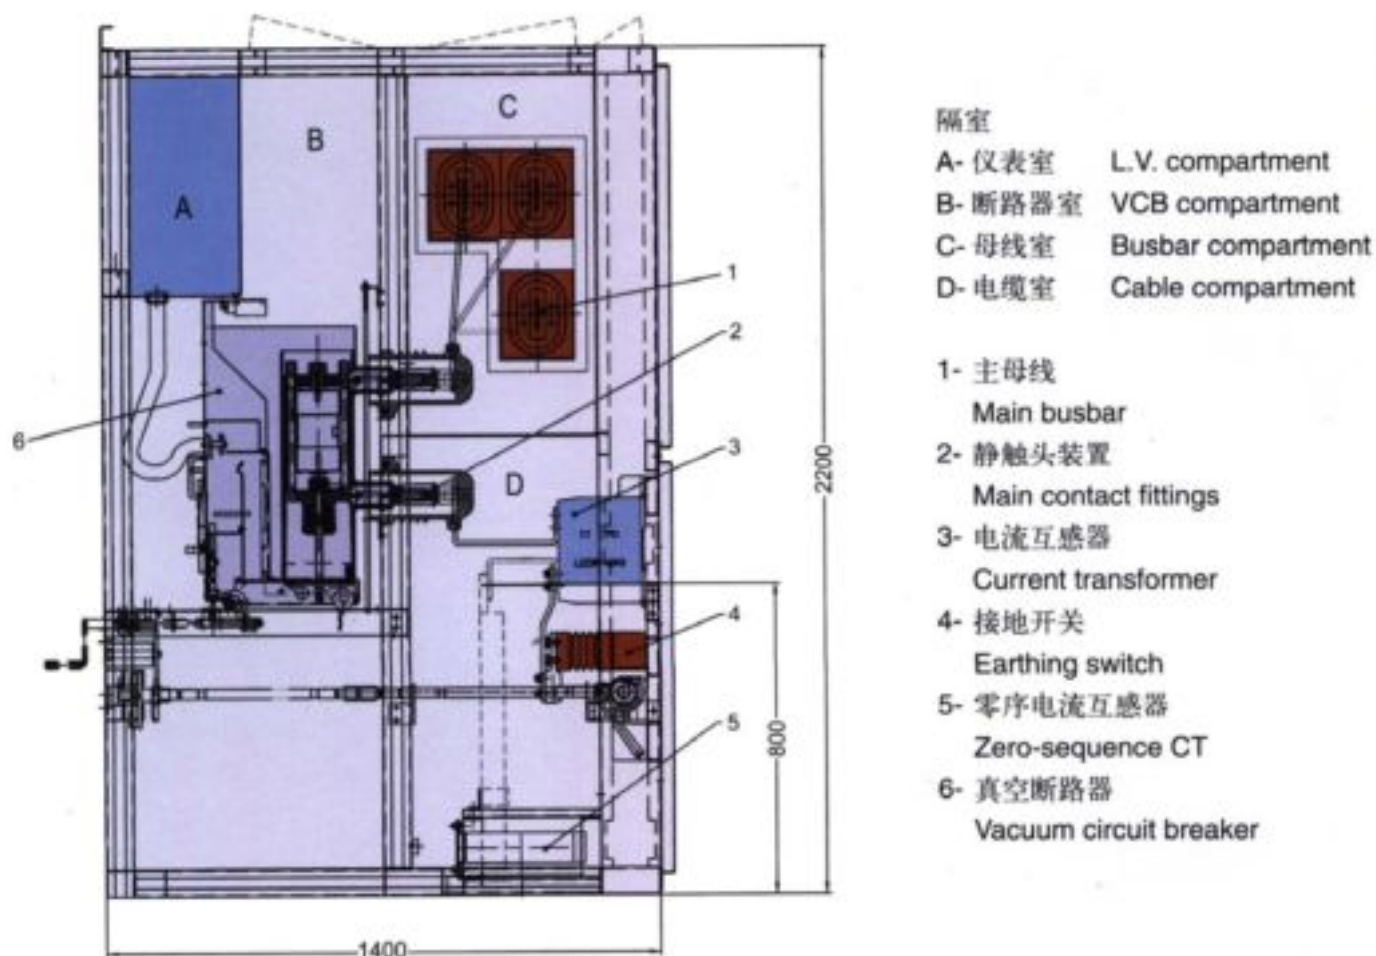 A
B
C
D
1
2
3
4
5
6
2200
800
1400
隔室
A- 仪表室 L.V. compartment
B- 断路器室 VCB compartment
C- 母线室 Busbar compartment
D- 电缆室 Cable compartment
1- 主母线
Main busbar
2- 静触头装置
Main contact fittings
3- 电流互感器
Current transformer
4- 接地开关
Earthing switch
5- 零序电流互感器
Zero-sequence CT
6- 真空断路器
Vacuum circuit breaker